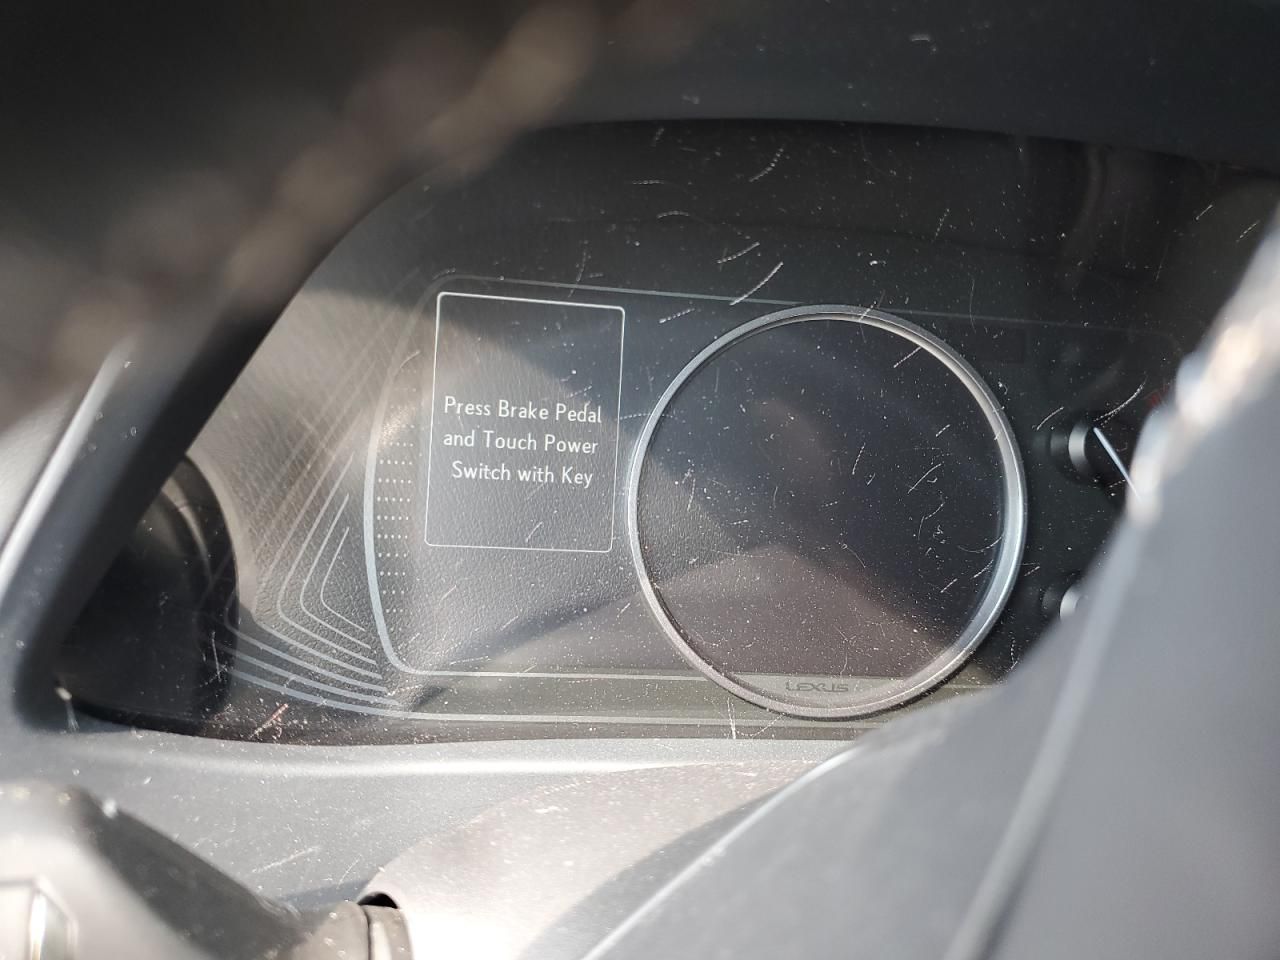 Press Brake Pedal
and Touch Power
Switch with Key
LEXUS